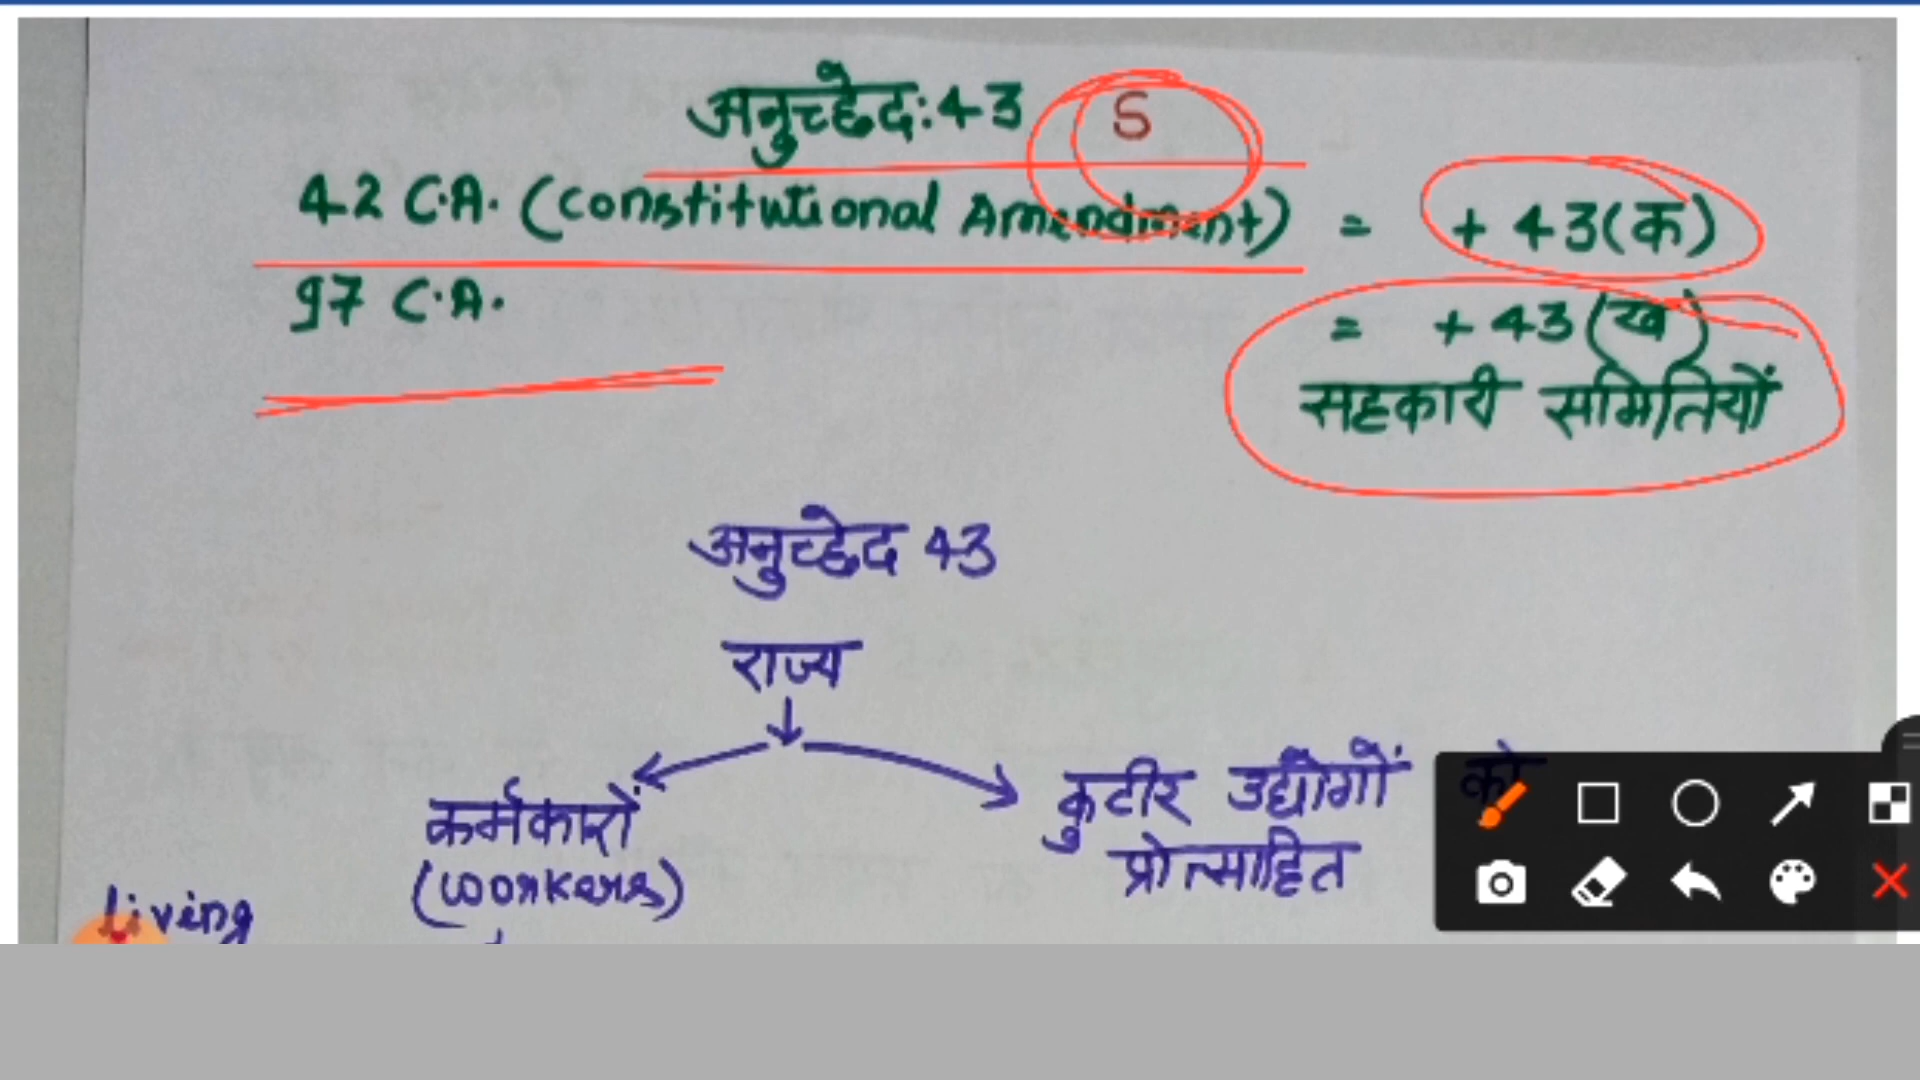 अनुच्छेद:43 S
42 C.A. (Constitutional Amendment) = + 43(क)
97 C.A. = + 43(ख)
सहकारी समितियों
अनुच्छेद 43
राज्य
कर्मकारों
(workers)
कुटीर उद्योगों को
प्रोत्साहित
living